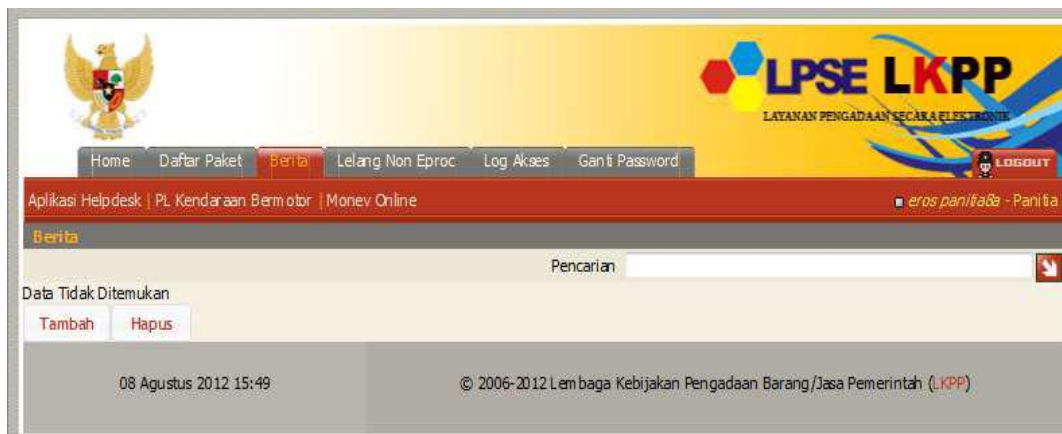 LPSE LKPP
LAYANAN PENGADAAN SECARA ELEKTRONIK
Home Daftar Paket Berita Lelang Non Eproc Log Akses Ganti Password LOGOUT
Aplikasi Helpdesk | PL Kendaraan Bermotor | Monev Online eros panitia8a - Panitia
Berita
Pencarian
Data Tidak Ditemukan
Tambah Hapus
08 Agustus 2012 15:49 © 2006-2012 Lembaga Kebijakan Pengadaan Barang/Jasa Pemerintah (LKPP)